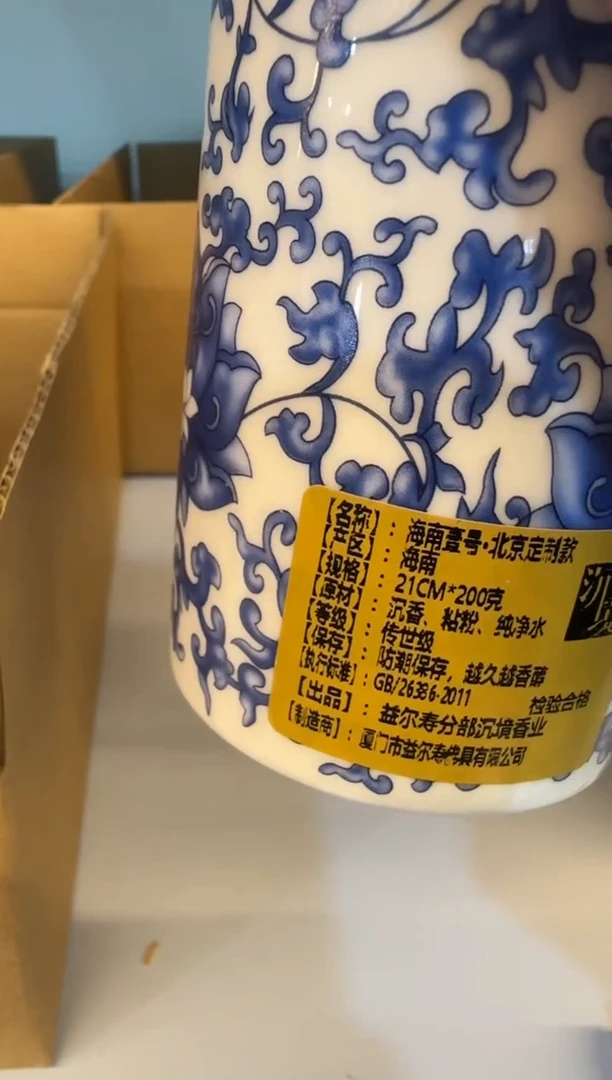 【名称】：海南壹号·北京定制款
【产区】：海南
【规格】：21CM*200克
【原材】：沉香、粘粉、纯净水
【等级】：传世级
【保存】：防潮保存，越久越香醇
【执行标准】：GB/26386-2011
检验合格
【出品】：益尔寿分部沉境香业
【制造商】：厦门市益尔寿佛具有限公司